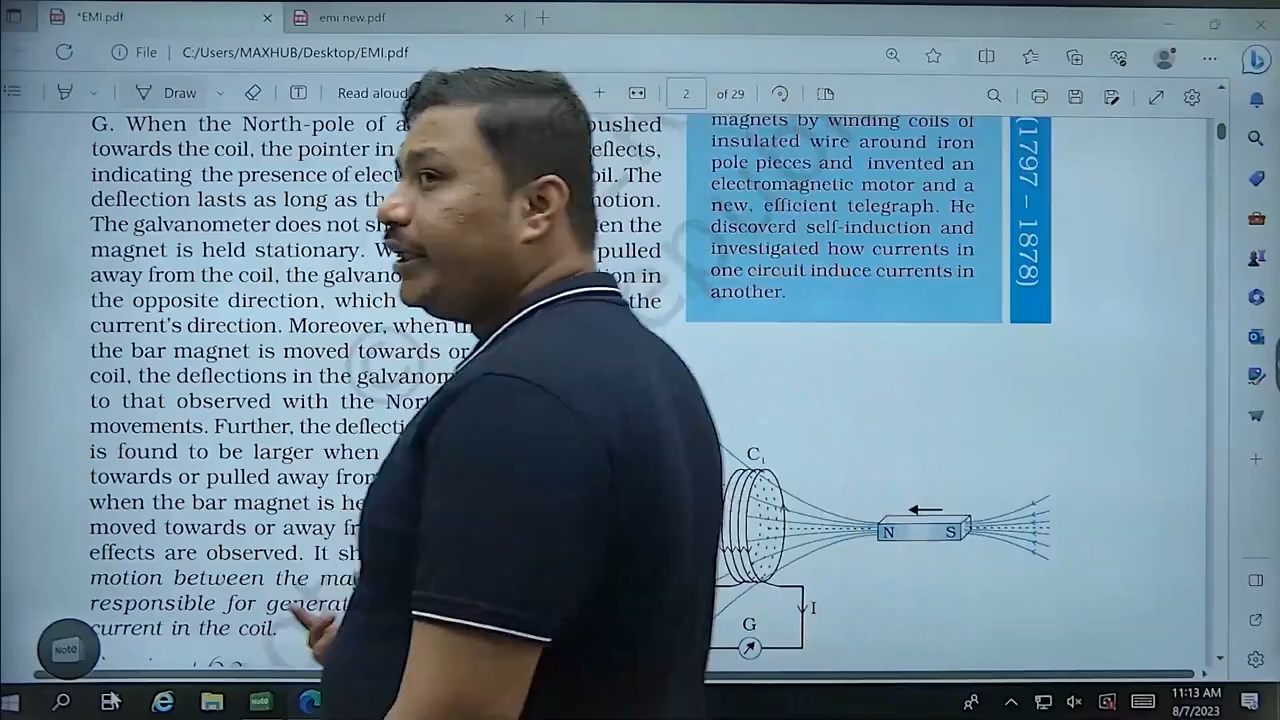 *EMI.pdf
emi new.pdf
File C:/Users/MAXHUB/Desktop/EMI.pdf
Draw
Read aloud
2 of 29
G. When the North-pole of a
pushed
towards the coil, the pointer in
eflects,
indicating the presence of elect
oil. The
deflection lasts as long as th
notion.
The galvanometer does not s
en the
magnet is held stationary. W
pulled
away from the coil, the galvano
on in
the opposite direction, which
the
current's direction. Moreover, when
the bar magnet is moved towards or
coil, the deflections in the galvanom
to that observed with the Nor
movements. Further, the deflecti
is found to be larger when
towards or pulled away from
when the bar magnet is he
moved towards or away fr
effects are observed. It sh
motion between the ma
responsible for generat
current in the coil.
magnets by winding coils of
insulated wire around iron
pole pieces and invented an
electromagnetic motor and a
new, efficient telegraph. He
discoverd self-induction and
investigated how currents in
one circuit induce currents in
another.
(1797 – 1878)
C₁
N S
I
G
Note
Note
11:13 AM
8/7/2023